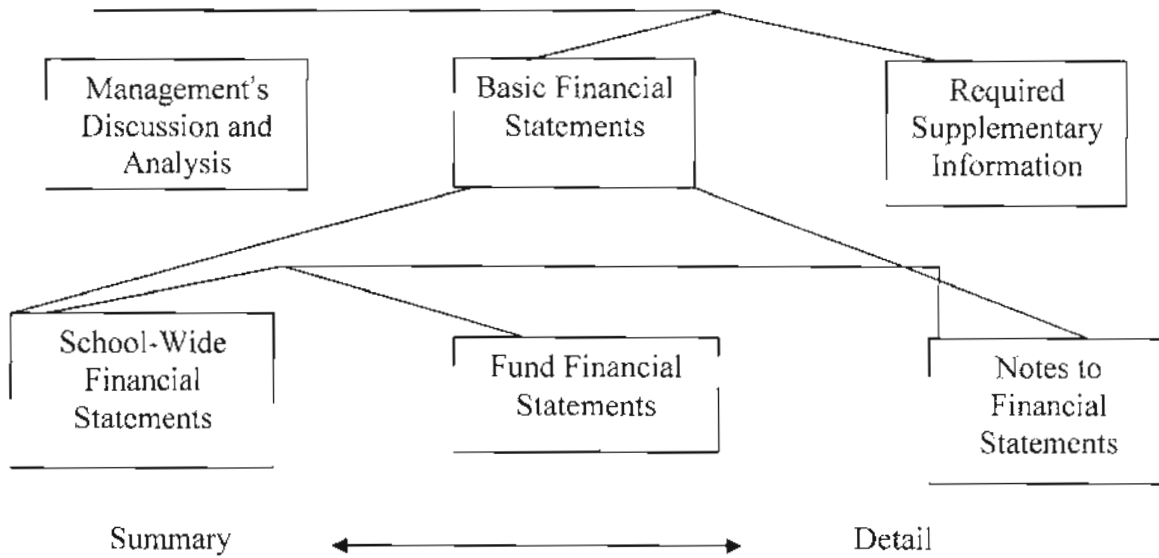 Management's
Discussion and
Analysis
Basic Financial
Statements
Required
Supplementary
Information
School-Wide
Financial
Statements
Fund Financial
Statements
Notes to
Financial
Statements
Summary
Detail